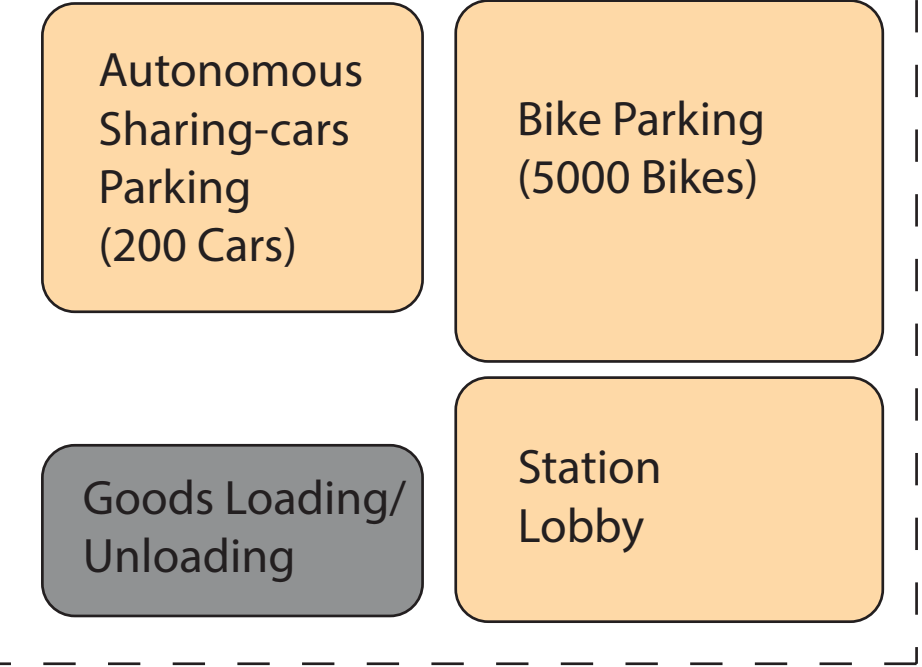 Autonomous
Sharing-cars
Parking
(200 Cars)
Bike Parking
(5000 Bikes)
Goods Loading/
Unloading
Station
Lobby